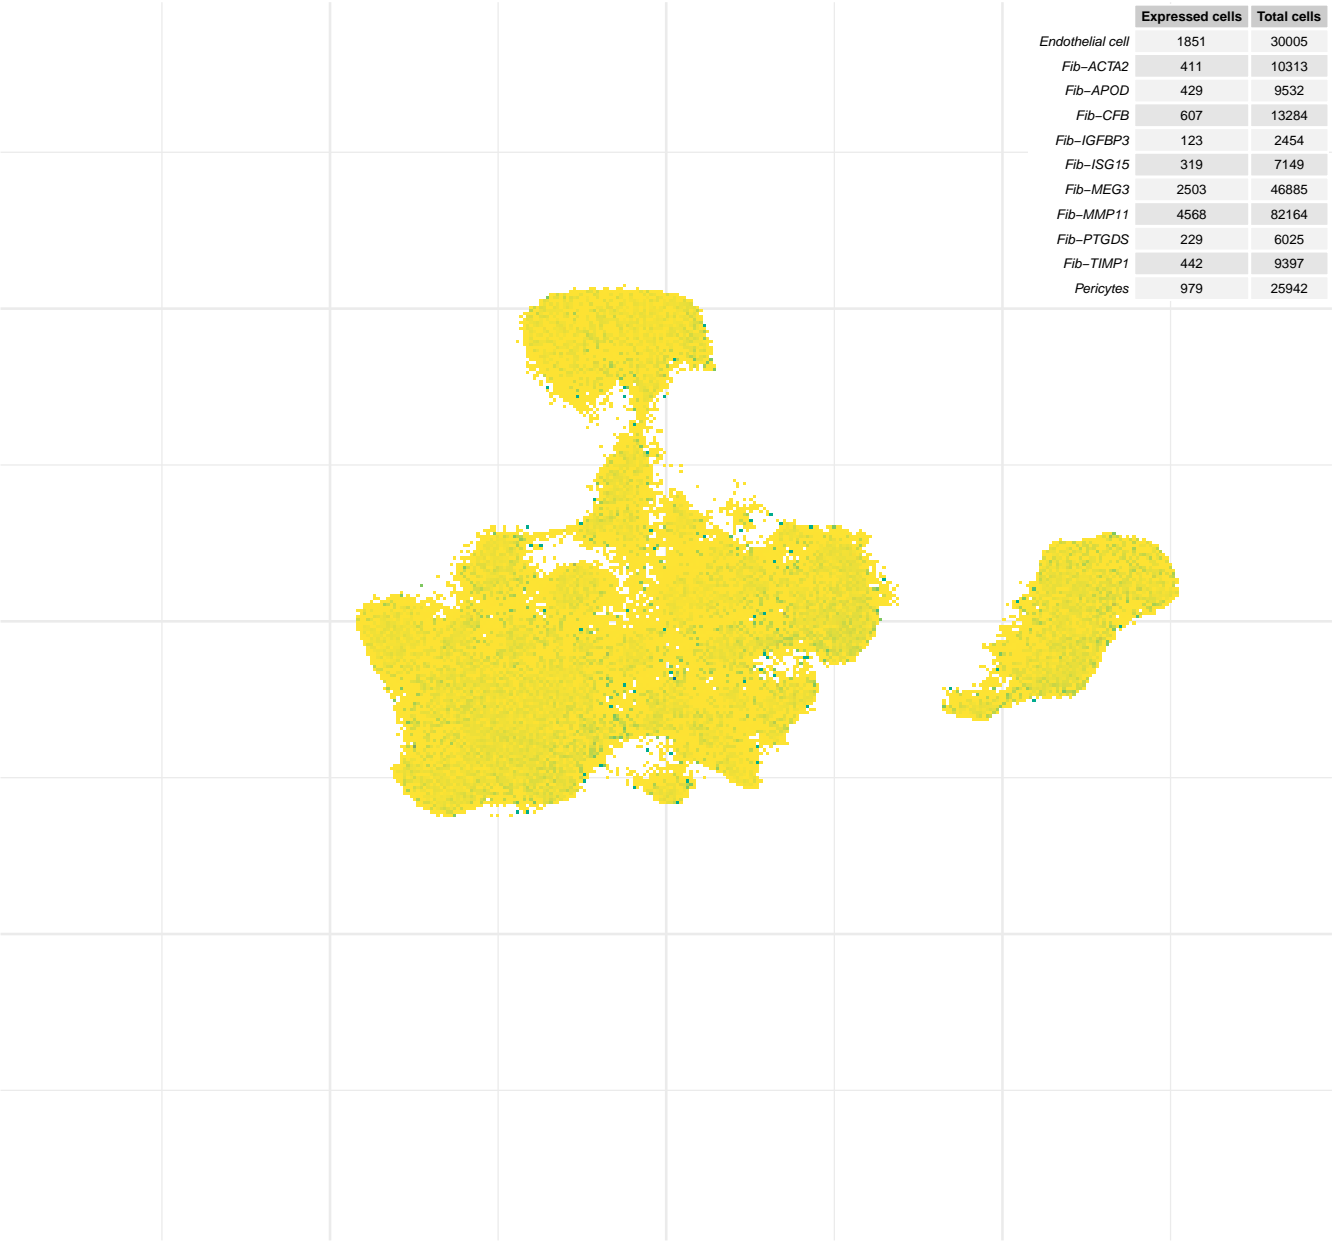 Expressed cells Total cells
Endothelial cell 1851 30005
Fib−ACTA2 411 10313
Fib−APOD 429 9532
Fib−CFB 607 13284
Fib−IGFBP3 123 2454
Fib−ISG15 319 7149
Fib−MEG3 2503 46885
Fib−MMP11 4568 82164
Fib−PTGDS 229 6025
Fib−TIMP1 442 9397
Pericytes 979 25942